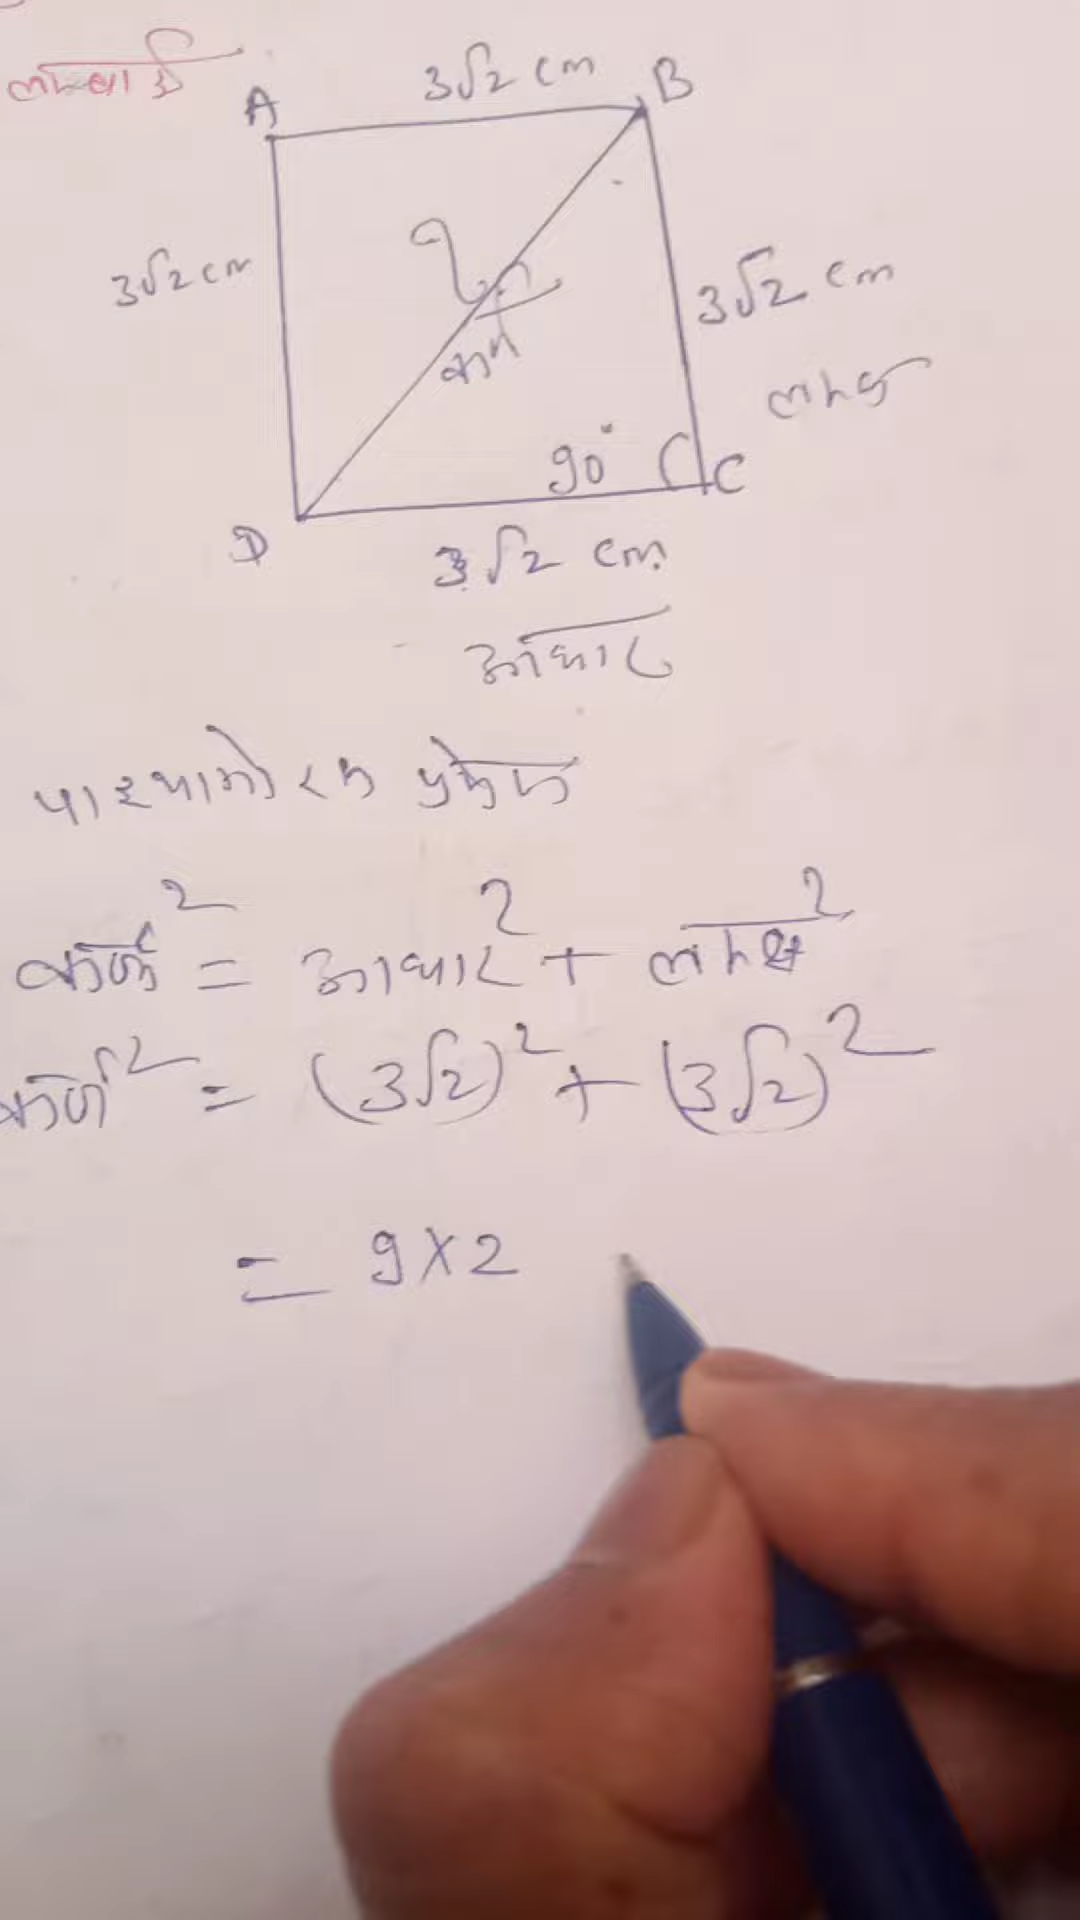 लम्बाई
3√2 cm
A B
3√2 cm
3√2 cm
कर्ण
लम्ब
90°
C
D
3√2 cm
आधार
पाइथागोरस प्रमेय
कर्ण² = आधार² + लम्ब²
कर्ण² = (3√2)² + (3√2)²
= 9×2